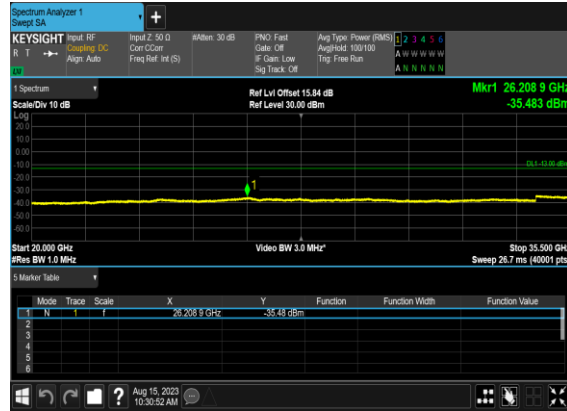 Spectrum Analyzer 1
Swept SA
+
KEYSIGHT Input: RF Input Z: 50 Ω #Atten: 30 dB PNO: Fast Avg Type: Power (RMS) 1 2 3 4 5 6
R T Coupling: DC Corr CCorr Gate: Off Avg|Hold: 100/100 A W W W W W
Align: Auto Freq Ref: Int (S) IF Gain: Low Trig: Free Run
Sig Track: Off A N N N N N
1 Spectrum Ref Lvl Offset 15.84 dB Mkr1 26.208 9 GHz
Scale/Div 10 dB Ref Level 30.00 dBm -35.483 dBm
Log
20.0
10.0
0.00
-10.0 DL1 -13.00 dBm
-20.0
-30.0 1
-40.0
-50.0
-60.0
Start 20.000 GHz Video BW 3.0 MHz* Stop 35.500 GHz
#Res BW 1.0 MHz Sweep 26.7 ms (40001 pts)
5 Marker Table
Mode Trace Scale X Y Function Function Width Function Value
1 N 1 f 26.208 9 GHz -35.48 dBm
2
3
4
5
6
? Aug 15, 2023
10:30:52 AM